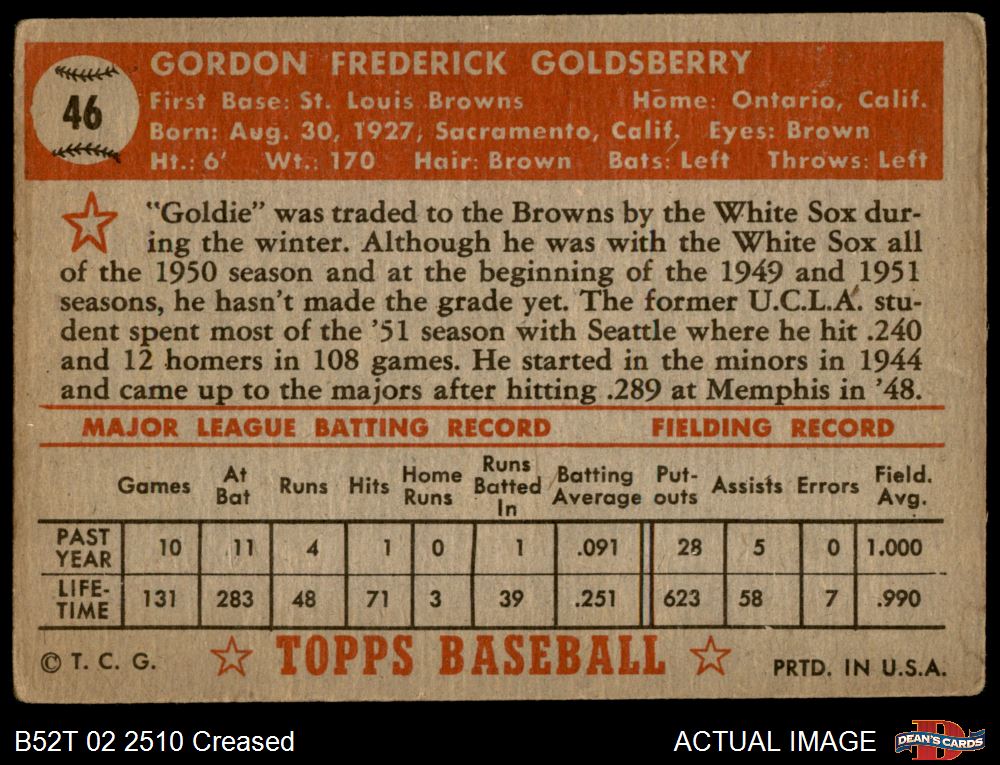 GORDON FREDERICK GOLDSBERRY
46
First Base: St. Louis Browns Home: Ontario, Calif.
Born: Aug. 30, 1927, Sacramento, Calif. Eyes: Brown
Ht.: 6' Wt.: 170 Hair: Brown Bats: Left Throws: Left
"Goldie" was traded to the Browns by the White Sox dur-
ing the winter. Although he was with the White Sox all
of the 1950 season and at the beginning of the 1949 and 1951
seasons, he hasn't made the grade yet. The former U.C.L.A. stu-
dent spent most of the '51 season with Seattle where he hit .240
and 12 homers in 108 games. He started in the minors in 1944
and came up to the majors after hitting .289 at Memphis in '48.
MAJOR LEAGUE BATTING RECORD FIELDING RECORD
Games At Bat Runs Hits Home Runs Runs Batted In Batting Average Put-outs Assists Errors Field. Avg.
PAST YEAR 10 11 4 1 0 1 .091 28 5 0 1.000
LIFE-TIME 131 283 48 71 3 39 .251 623 58 7 .990
© T. C. G. TOPPS BASEBALL PRTD. IN U.S.A.
B52T 02 2510 Creased ACTUAL IMAGE DEAN'S CARDS